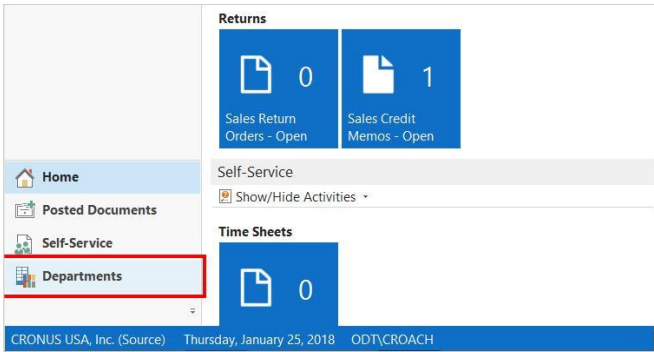 Returns
0
1
Sales Return
Orders - Open
Sales Credit
Memos - Open
Home
Posted Documents
Self-Service
Departments
Self-Service
Show/Hide Activities
Time Sheets
0
CRONUS USA, Inc. (Source) Thursday, January 25, 2018 ODT\CROACH